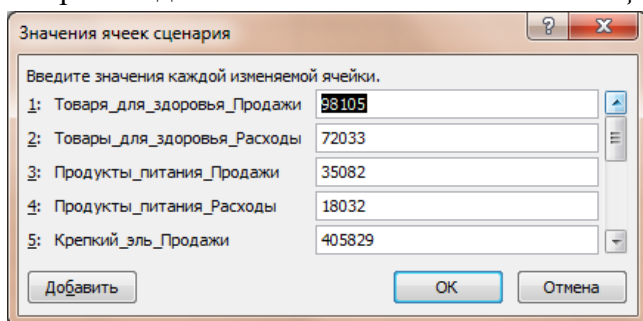 Значения ячеек сценария
Введите значения каждой изменяемой ячейки.
1: Товаря_для_здоровья_Продажи 98105
2: Товары_для_здоровья_Расходы 72033
3: Продукты_питания_Продажи 35082
4: Продукты_питания_Расходы 18032
5: Крепкий_эль_Продажи 405829
Добавить OK Отмена